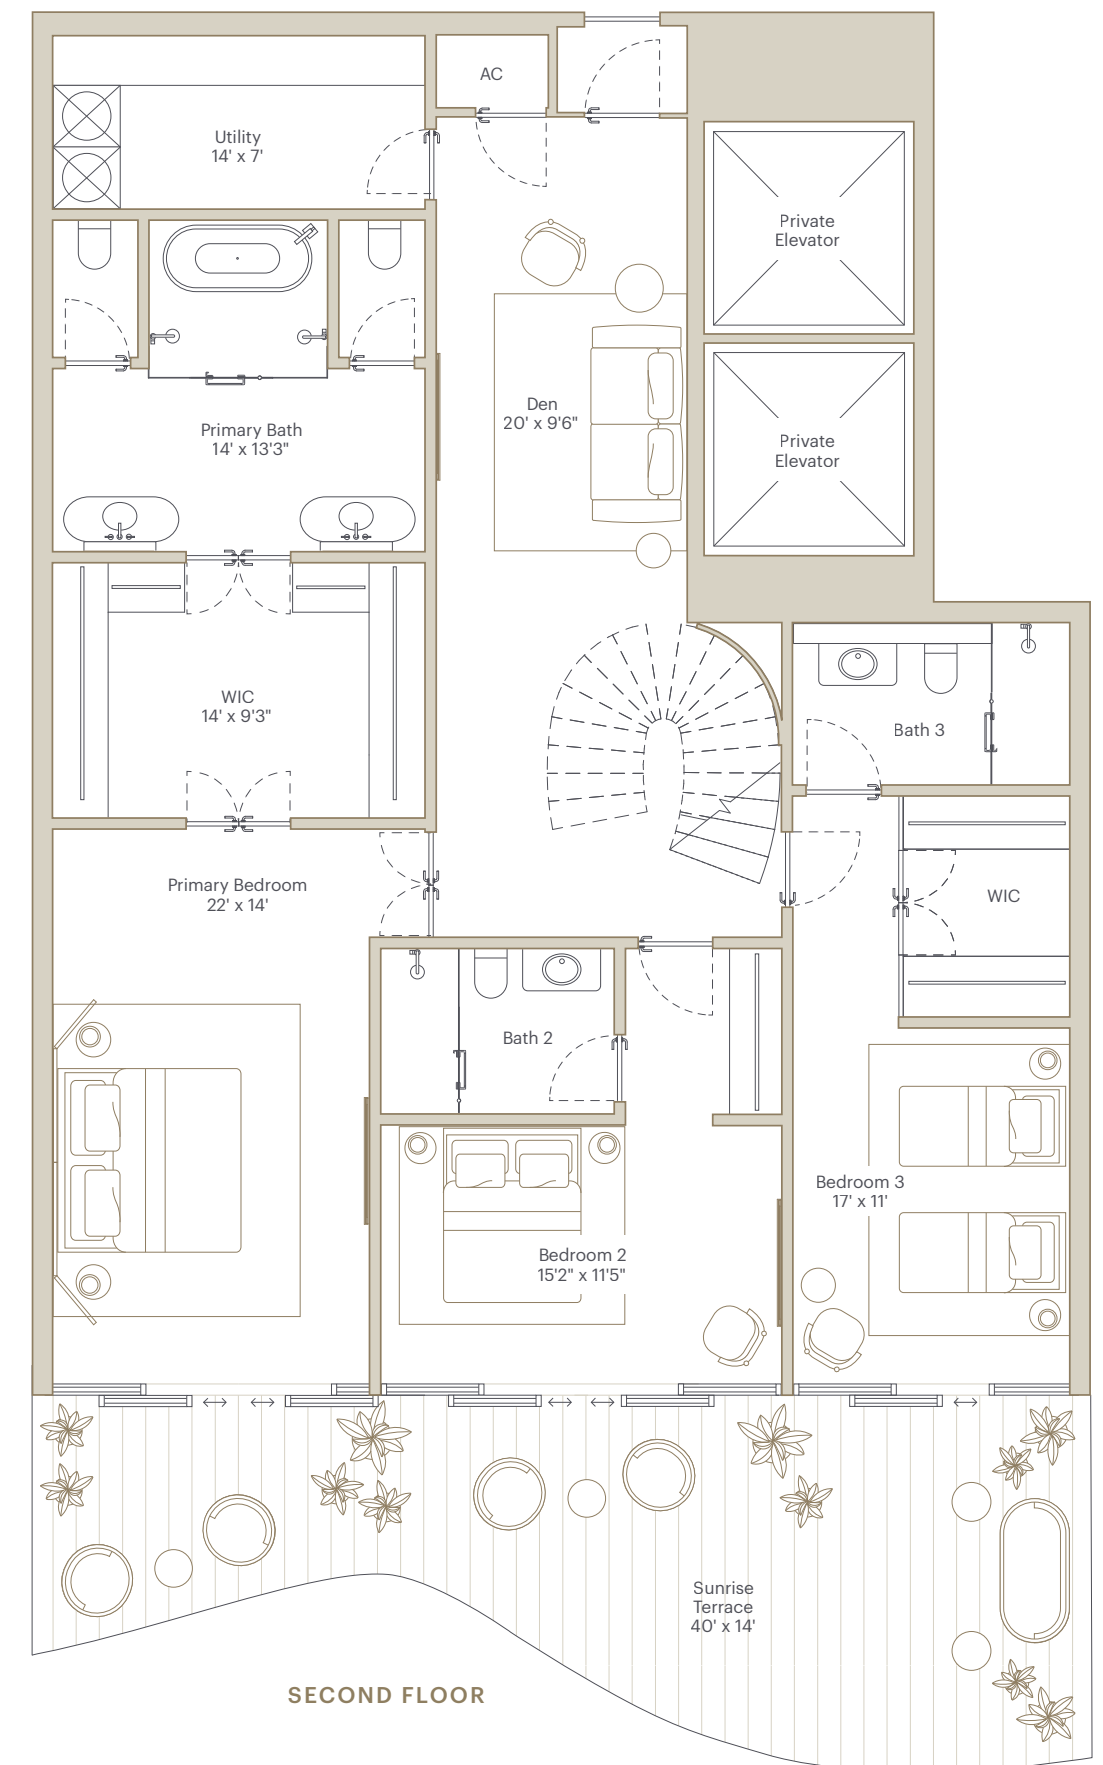 AC
Utility
14' x 7'
Private
Elevator
Den
20' x 9'6"
Primary Bath
14' x 13'3"
Private
Elevator
WIC
14' x 9'3"
Bath 3
Primary Bedroom
22' x 14'
WIC
Bath 2
Bedroom 3
17' x 11'
Bedroom 2
15'2" x 11'5"
Sunrise
Terrace
40' x 14'
SECOND FLOOR